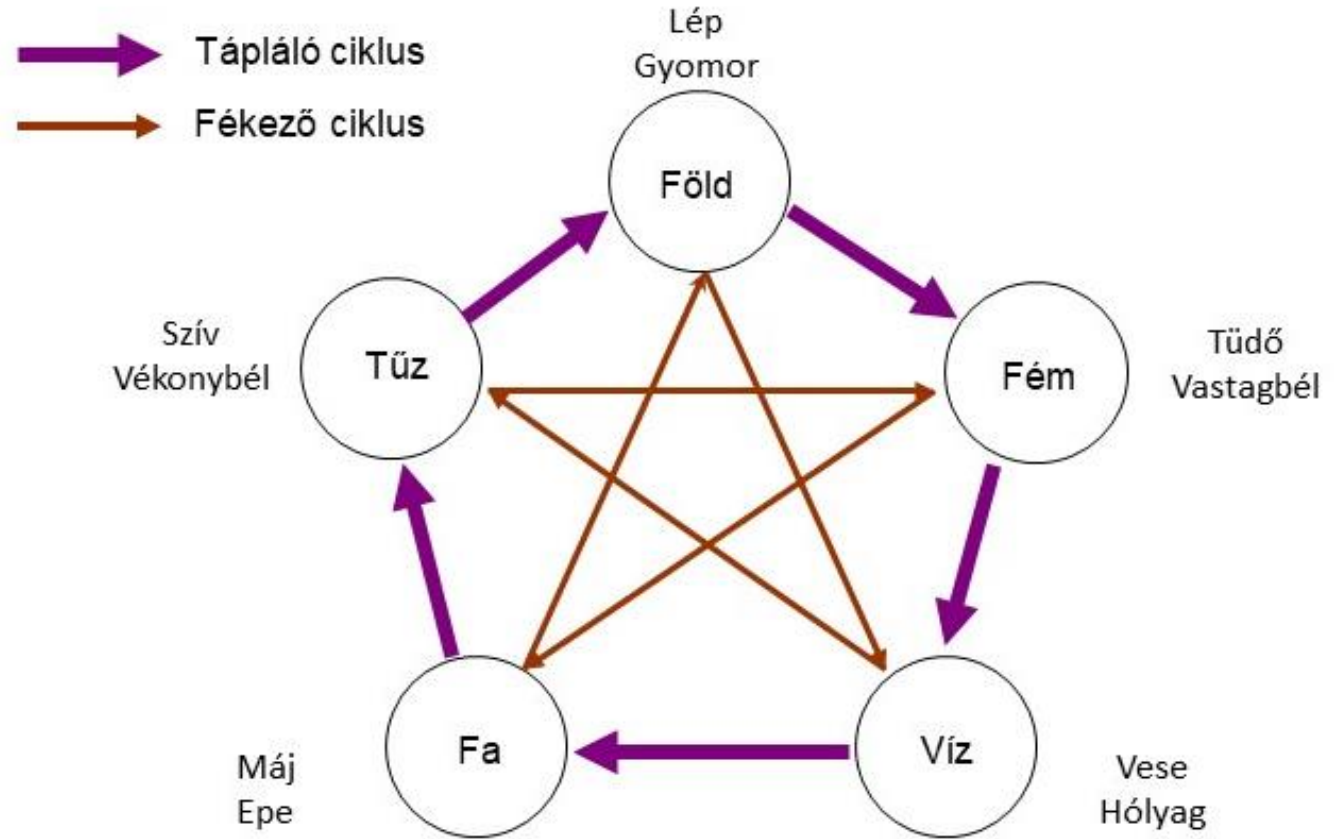 Tápláló ciklus
Fékező ciklus
Lép
Gyomor
Föld
Szív
Vékonybél
Tűz
Fém
Tüdő
Vastagbél
Máj
Epe
Fa
Víz
Vese
Hólyag